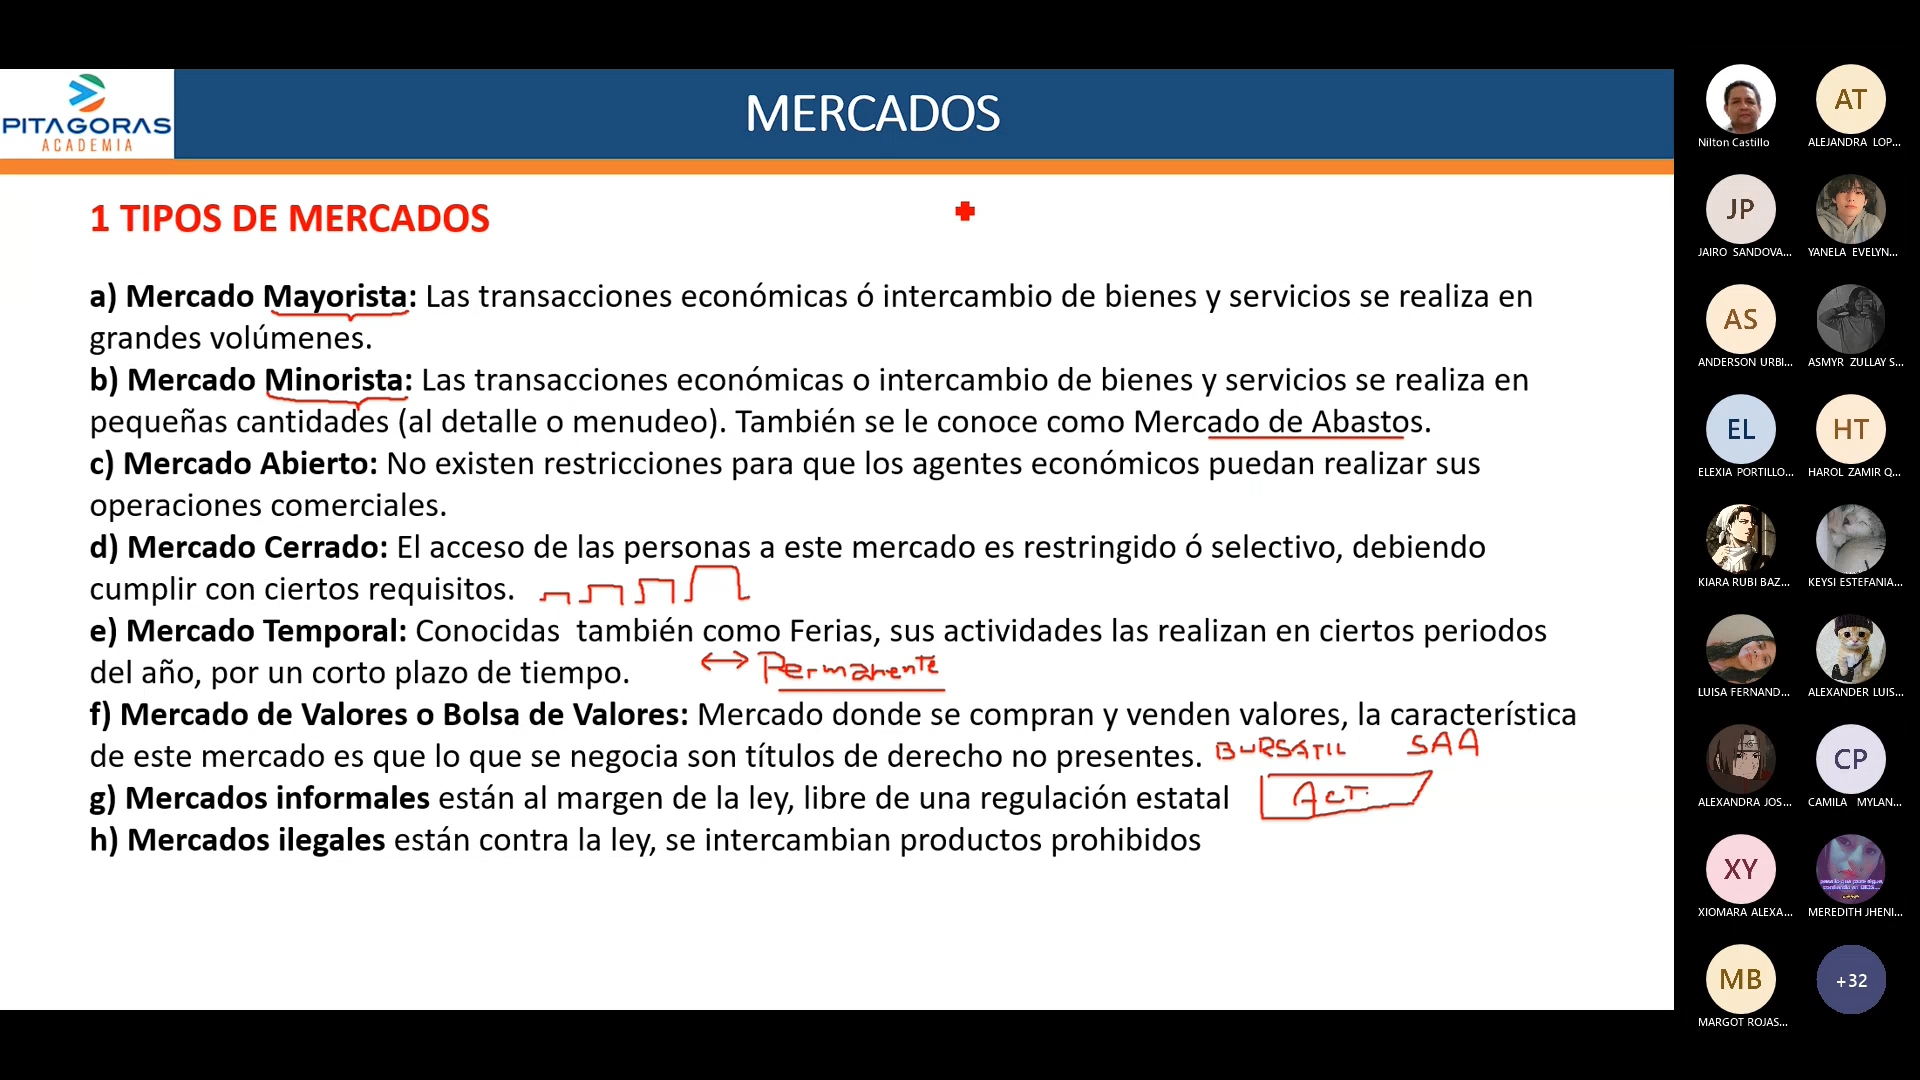 PITAGORAS
ACADEMIA
MERCADOS
1 TIPOS DE MERCADOS
a) Mercado Mayorista: Las transacciones económicas ó intercambio de bienes y servicios se realiza en
grandes volúmenes.
b) Mercado Minorista: Las transacciones económicas o intercambio de bienes y servicios se realiza en
pequeñas cantidades (al detalle o menudeo). También se le conoce como Mercado de Abastos.
c) Mercado Abierto: No existen restricciones para que los agentes económicos puedan realizar sus
operaciones comerciales.
d) Mercado Cerrado: El acceso de las personas a este mercado es restringido ó selectivo, debiendo
cumplir con ciertos requisitos.
e) Mercado Temporal: Conocidas también como Ferias, sus actividades las realizan en ciertos periodos
del año, por un corto plazo de tiempo. ↔ Permanente
f) Mercado de Valores o Bolsa de Valores: Mercado donde se compran y venden valores, la característica
de este mercado es que lo que se negocia son títulos de derecho no presentes. BURSATIL SAA
g) Mercados informales están al margen de la ley, libre de una regulación estatal ACT.
h) Mercados ilegales están contra la ley, se intercambian productos prohibidos
Nilton Castillo
AT
ALEJANDRA LOP...
JP
JAIRO SANDOVA...
YANELA EVELYN...
AS
ANDERSON URBI...
ASMYR ZULLAY S...
EL
ELEXIA PORTILLO...
HT
HAROL ZAMIR Q...
KIARA RUBI BAZ...
KEYSI ESTEFANIA...
LUISA FERNAND...
ALEXANDER LUIS...
ALEXANDRA JOS...
CP
CAMILA MYLAN...
XY
XIOMARA ALEXA...
MEREDITH JHENI...
MB
MARGOT ROJAS...
+32